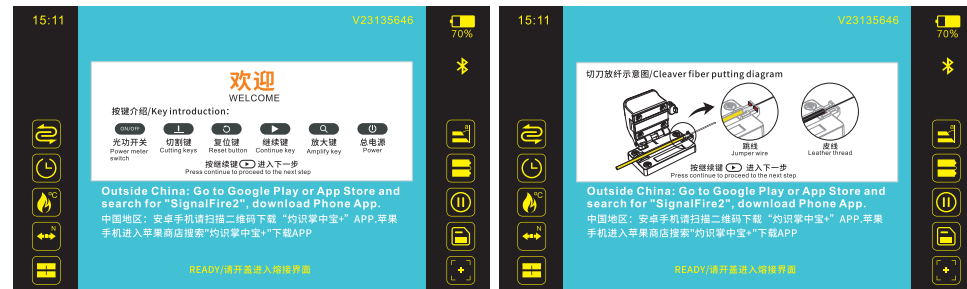 15:11
V23135646
70%
欢迎
WELCOME
按键介绍/Key introduction:
ON/OFF
光功开关
Power meter switch
切割键
Cutting keys
复位键
Reset button
继续键
Continue key
放大键
Amplify key
总电源
Power
按继续键 进入下一步
Press continue to proceed to the next step
Outside China: Go to Google Play or App Store and
search for "SignalFire2", download Phone App.
中国地区：安卓手机请扫描二维码下载“灼识掌中宝+”APP.苹果
手机进入苹果商店搜索"灼识掌中宝+"下载APP
READY/请开盖进入熔接界面
ºC
N
a
15:11
V23135646
70%
切刀放纤示意图/Cleaver fiber putting diagram
跳线
Jumper wire
皮线
Leather thread
按继续键 进入下一步
Press continue to proceed to the next step
Outside China: Go to Google Play or App Store and
search for "SignalFire2", download Phone App.
中国地区：安卓手机请扫描二维码下载“灼识掌中宝+”APP.苹果
手机进入苹果商店搜索"灼识掌中宝+"下载APP
READY/请开盖进入熔接界面
ºC
N
a